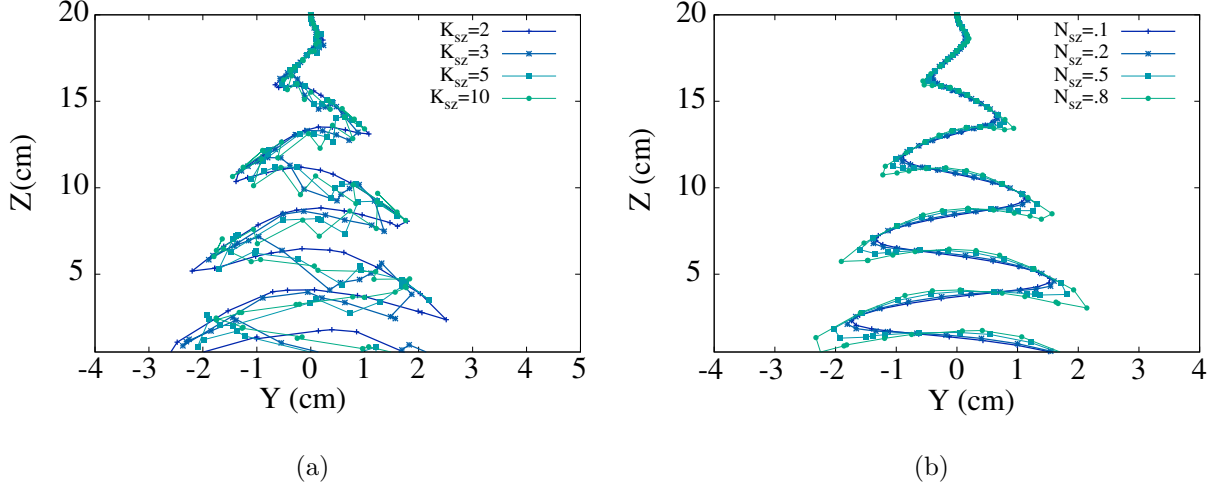 20
15
10
5
Z(cm)
K_sz=2
K_sz=3
K_sz=5
K_sz=10
-4 -3 -2 -1 0 1 2 3 4 5
Y (cm)
(a)
20
15
10
5
Z (cm)
N_sz=.1
N_sz=.2
N_sz=.5
N_sz=.8
-4 -3 -2 -1 0 1 2 3 4
Y (cm)
(b)